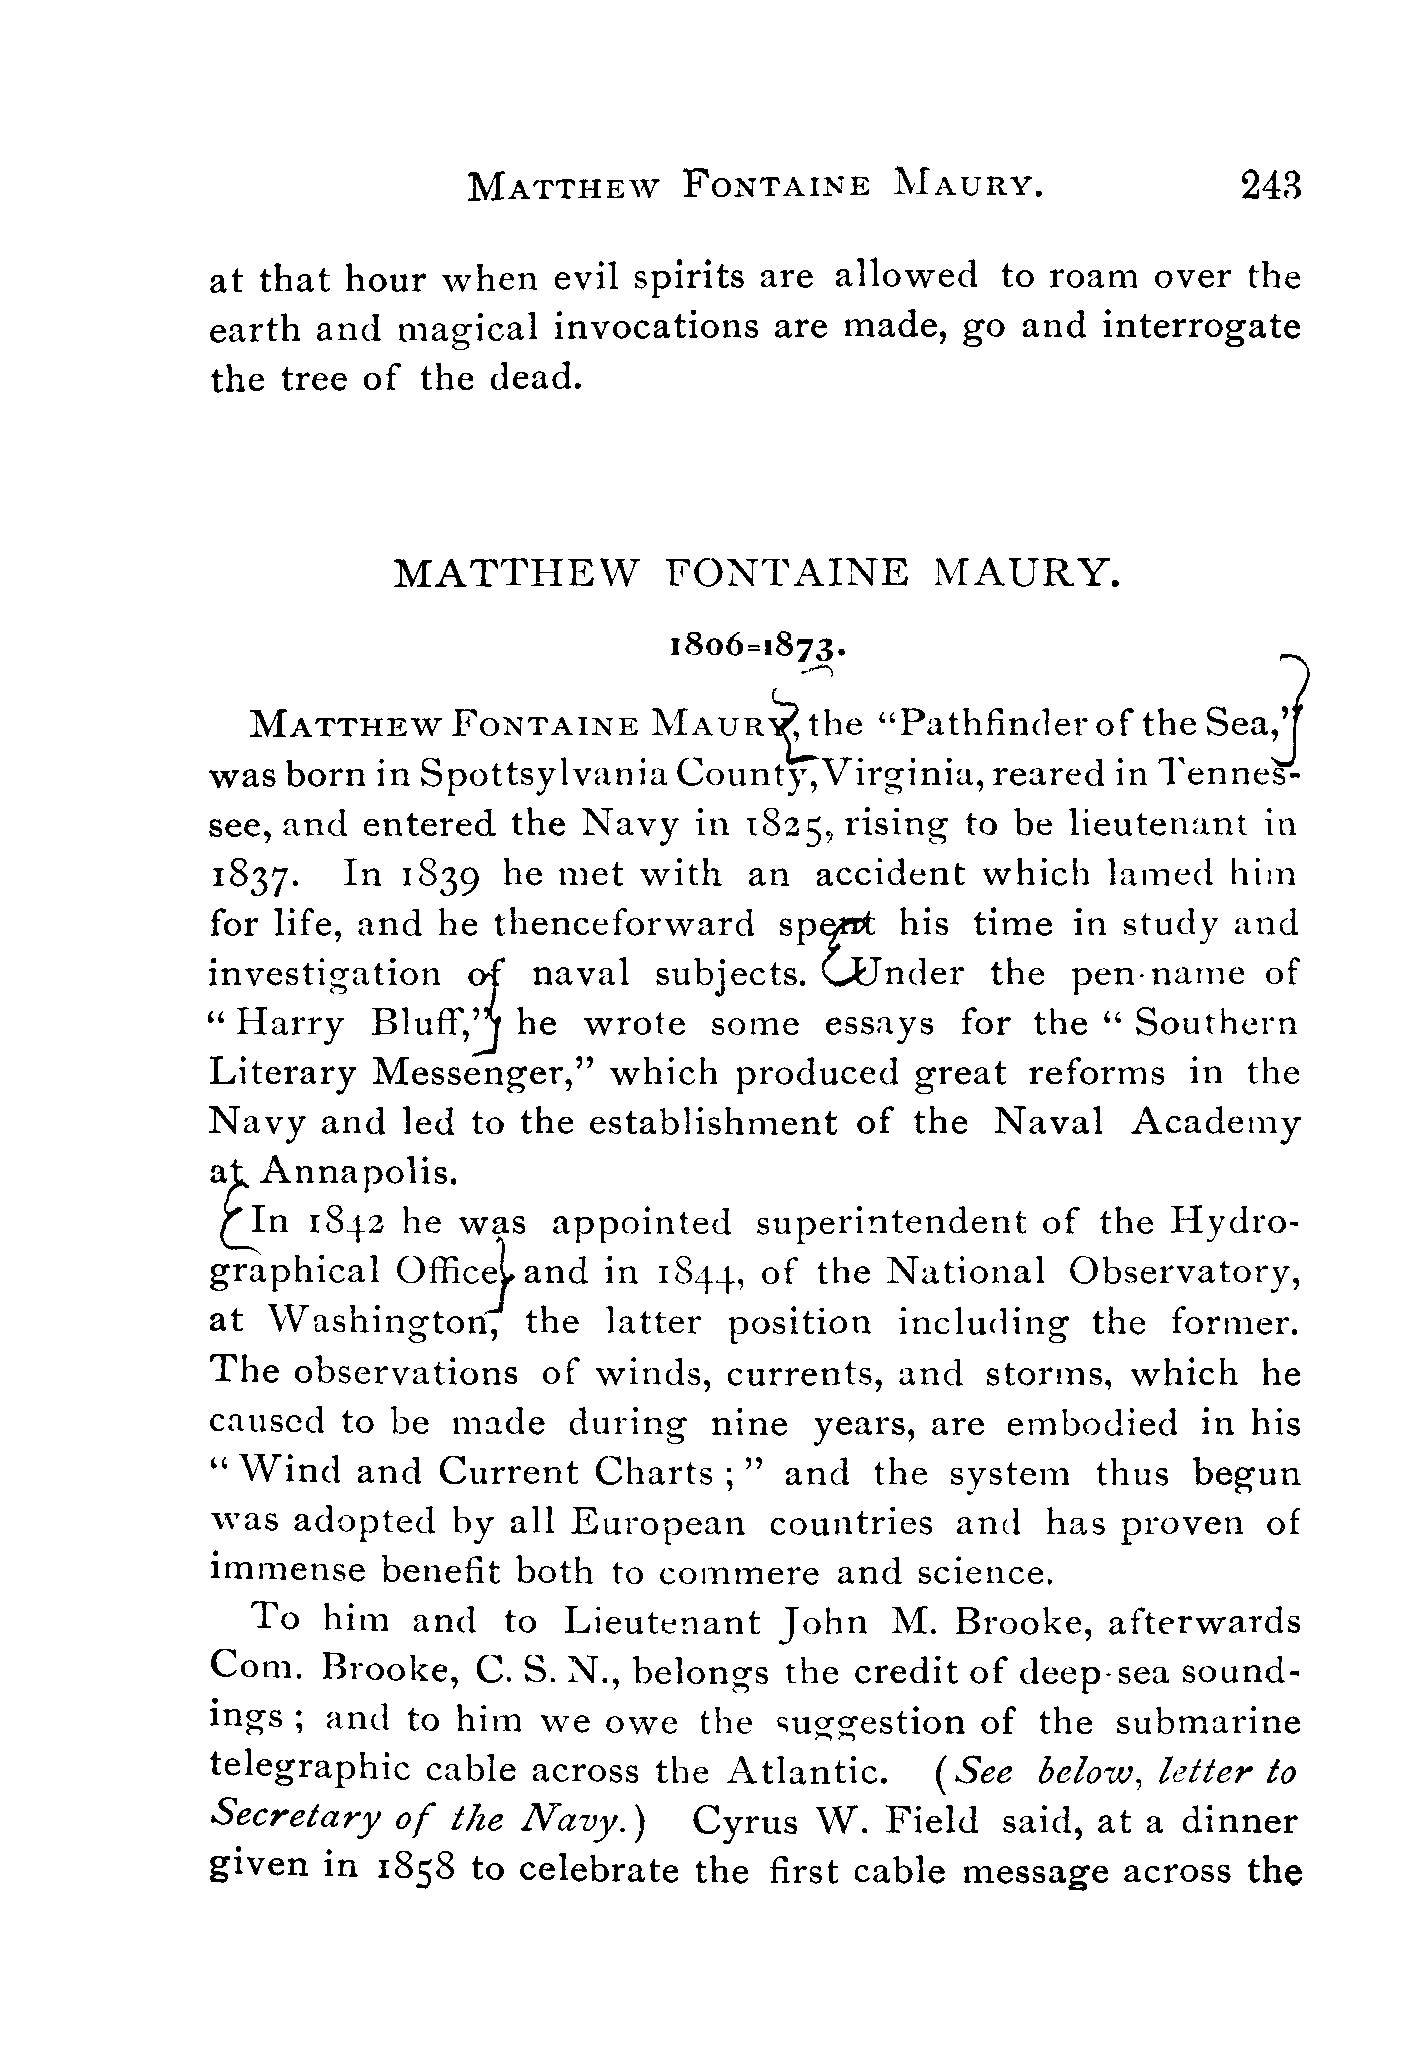 MATTHEW FONTAINE MAURY. 243
at that hour when evil spirits are allowed to roam over the
earth and magical invocations are made, go and interrogate
the tree of the dead.
MATTHEW FONTAINE MAURY.
1806=1873.
MATTHEW FONTAINE MAURY, the “Pathfinder of the Sea,”
was born in Spottsylvania County, Virginia, reared in Tennes-
see, and entered the Navy in 1825, rising to be lieutenant in
1837. In 1839 he met with an accident which lamed him
for life, and he thenceforward spent his time in study and
investigation of naval subjects. Under the pen-name of
“Harry Bluff,” he wrote some essays for the “Southern
Literary Messenger,” which produced great reforms in the
Navy and led to the establishment of the Naval Academy
at Annapolis.
In 1842 he was appointed superintendent of the Hydro-
graphical Office, and in 1844, of the National Observatory,
at Washington, the latter position including the former.
The observations of winds, currents, and storms, which he
caused to be made during nine years, are embodied in his
“Wind and Current Charts;” and the system thus begun
was adopted by all European countries and has proven of
immense benefit both to commere and science.
To him and to Lieutenant John M. Brooke, afterwards
Com. Brooke, C. S. N., belongs the credit of deep-sea sound-
ings; and to him we owe the suggestion of the submarine
telegraphic cable across the Atlantic. (See below, letter to
Secretary of the Navy.) Cyrus W. Field said, at a dinner
given in 1858 to celebrate the first cable message across the